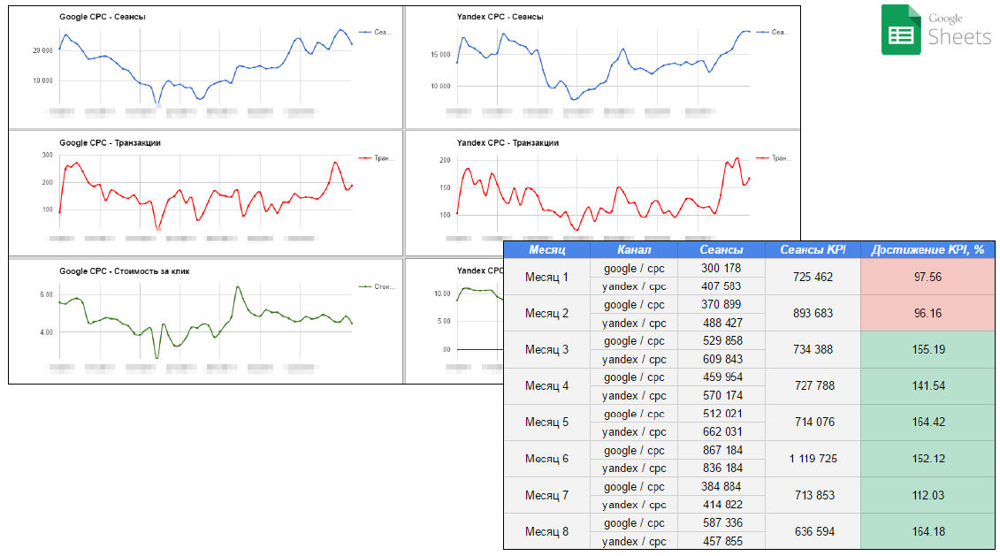 Google CPC - Сеансы
Сеа...
20 000
10 000
Yandex CPC - Сеансы
Сеа...
15 000
10 000
Google Sheets
Google CPC - Транзакции
Тран...
300
200
100
Yandex CPC - Транзакции
Тран...
200
150
100
Google CPC - Стоимость за клик
Стои...
6.00
4.00
Yandex CPC
10.00
5.00
.00
Месяц Канал Сеансы Сеансы KPI Достижение KPI, %
Месяц 1 google / cpc 300 178 725 462 97.56
yandex / cpc 407 583
Месяц 2 google / cpc 370 899 893 683 96.16
yandex / cpc 488 427
Месяц 3 google / cpc 529 858 734 388 155.19
yandex / cpc 609 843
Месяц 4 google / cpc 459 954 727 788 141.54
yandex / cpc 570 174
Месяц 5 google / cpc 512 021 714 076 164.42
yandex / cpc 662 031
Месяц 6 google / cpc 867 184 1 119 725 152.12
yandex / cpc 836 184
Месяц 7 google / cpc 384 884 713 853 112.03
yandex / cpc 414 822
Месяц 8 google / cpc 587 336 636 594 164.18
yandex / cpc 457 855